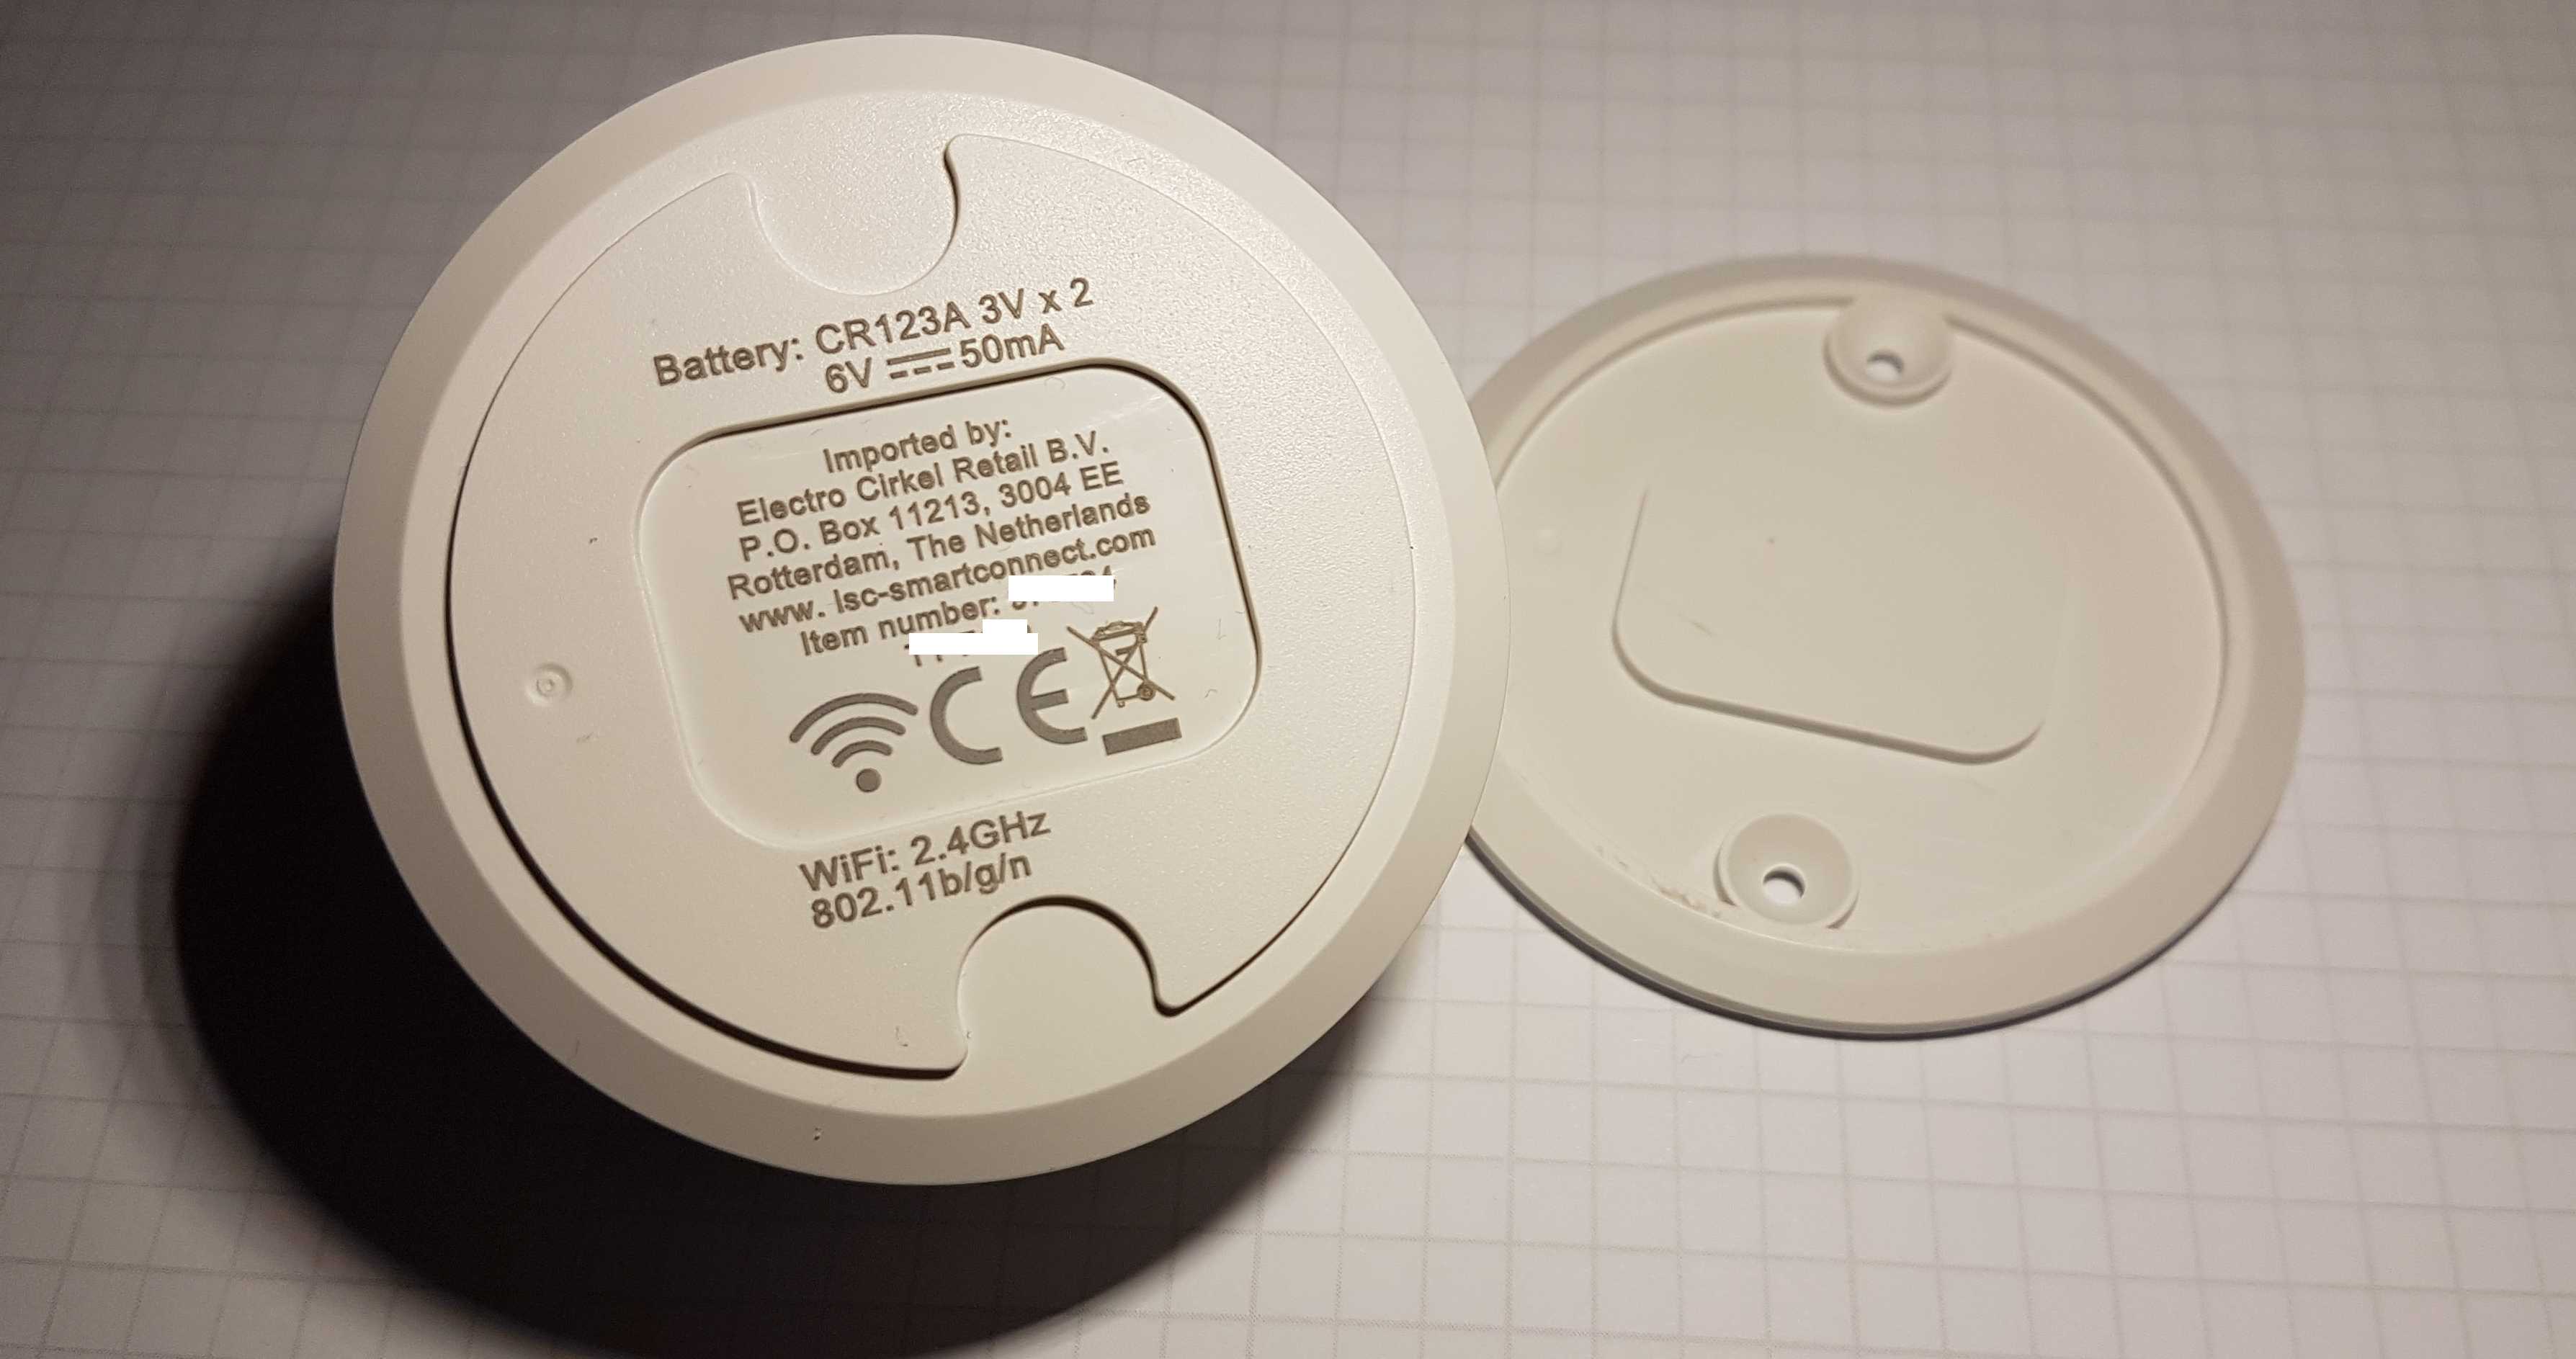 Battery: CR123A 3V x 2
6V 50mA
Imported by:
Electro Cirkel Retail B.V.
P.O. Box 11213, 3004 EE
Rotterdam, The Netherlands
www. lsc-smartconnect.com
Item number:
CE
WiFi: 2.4GHz
802.11b/g/n